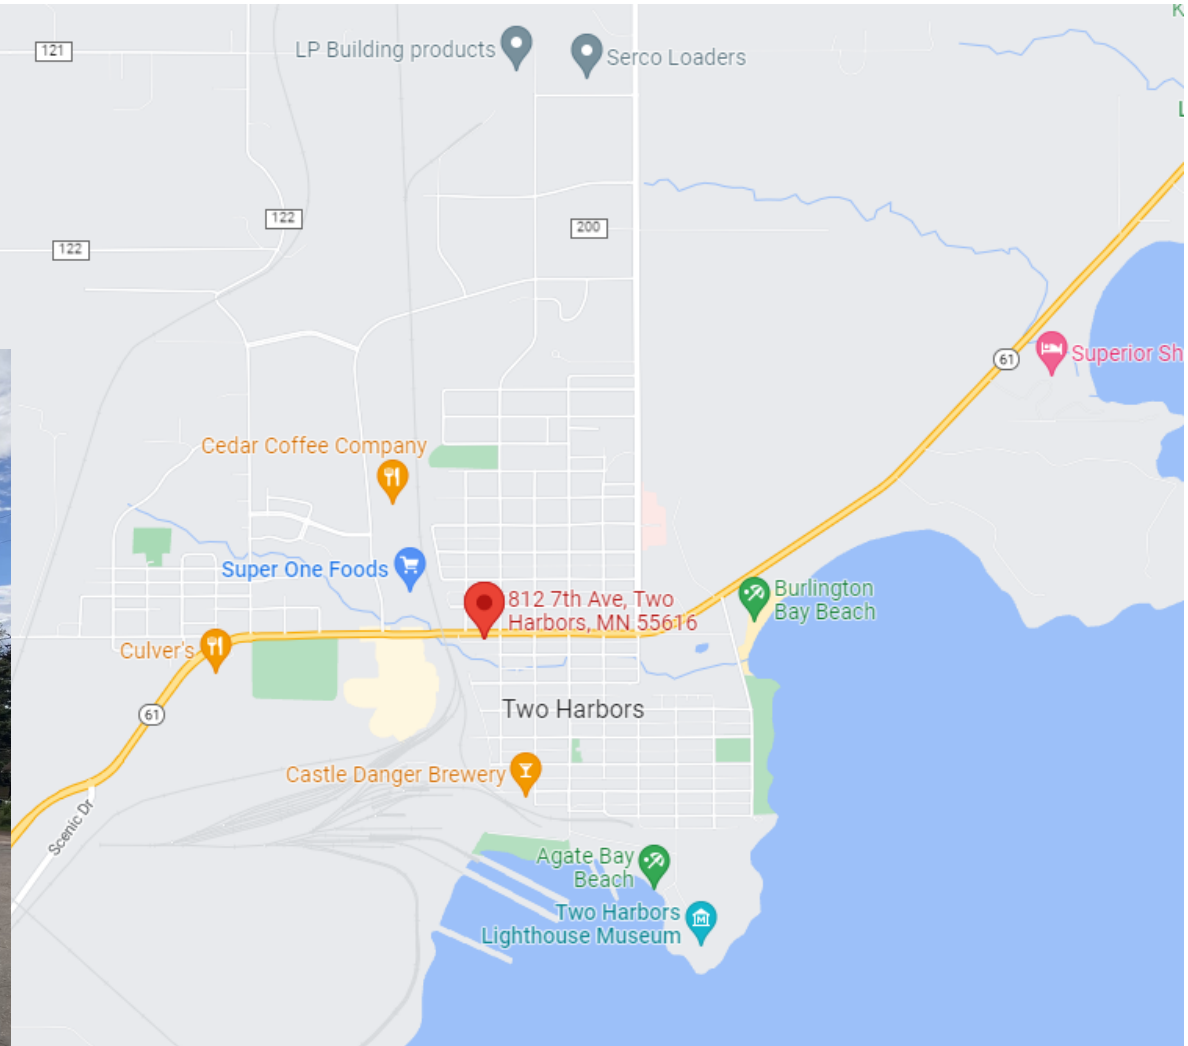 K
121
LP Building products
Serco Loaders
L
122
122
200
61
Superior Sh
Cedar Coffee Company
Super One Foods
812 7th Ave, Two
Harbors, MN 55616
Burlington
Bay Beach
Culver's
61
Two Harbors
Castle Danger Brewery
Scenic Dr
Agate Bay
Beach
Two Harbors
Lighthouse Museum